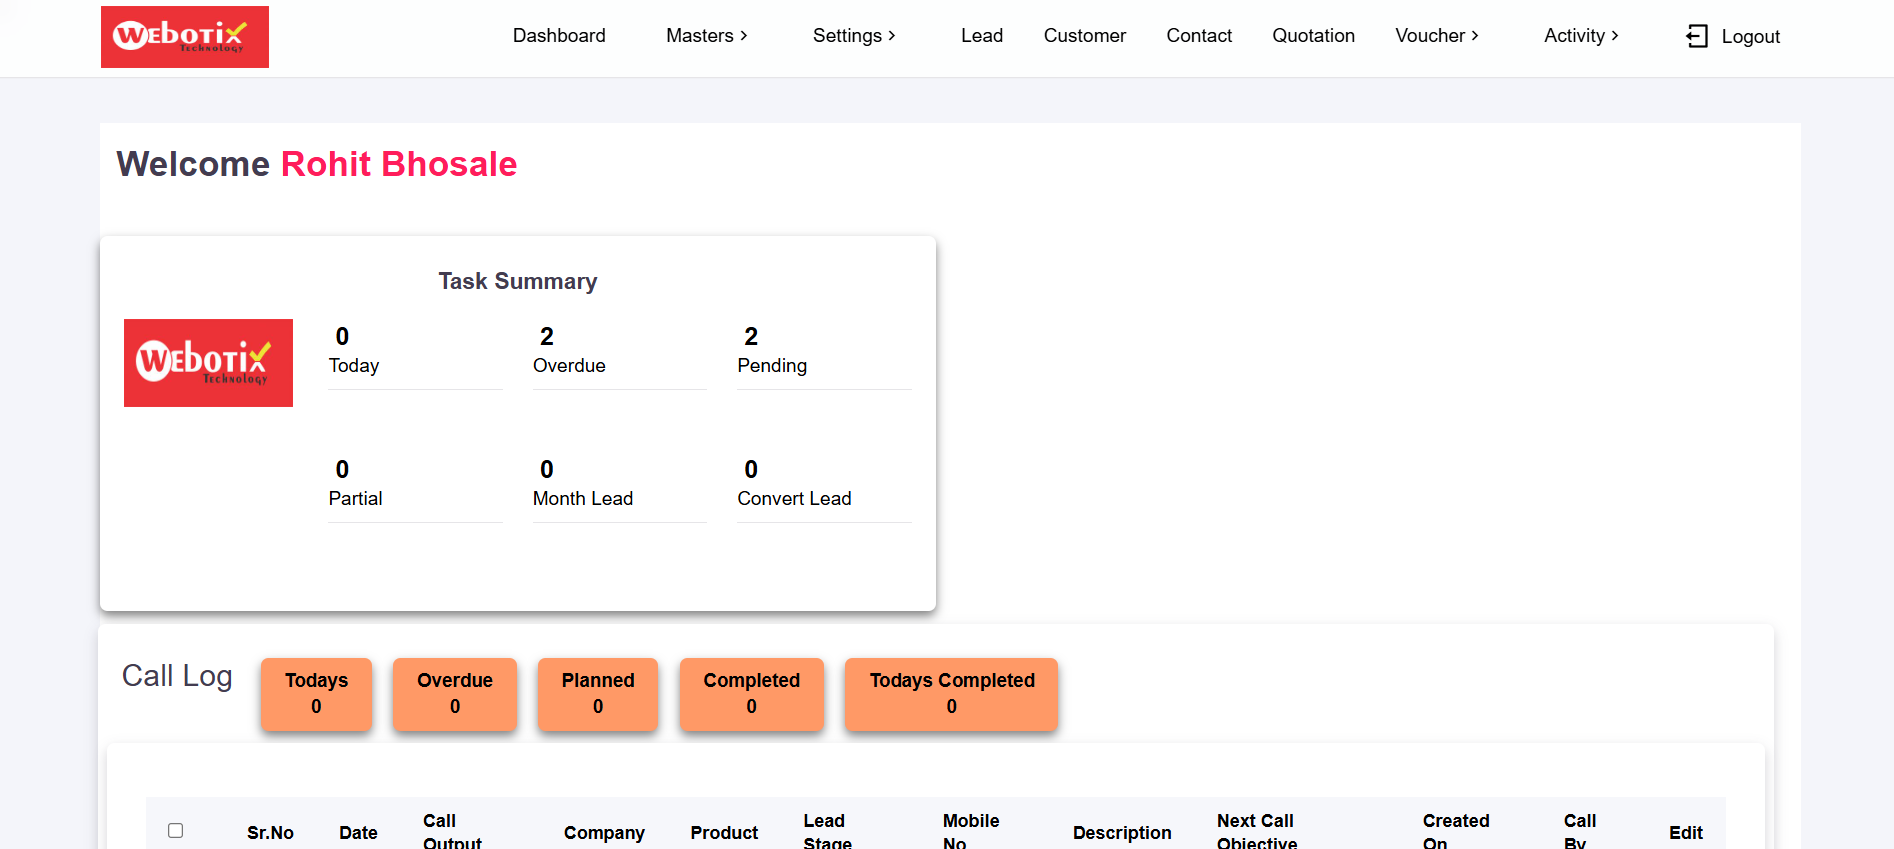 WEBOTIX
Technology
Dashboard Masters Settings Lead Customer Contact Quotation Voucher Activity Logout
Welcome Rohit Bhosale
Task Summary
WEBOTIX
Technology
0 2 2
Today Overdue Pending
0 0 0
Partial Month Lead Convert Lead
Call Log
Todays Overdue Planned Completed Todays Completed
0 0 0 0 0
Sr.No Date Call Output Company Product Lead Stage Mobile No Description Next Call Objective Created On Call By Edit